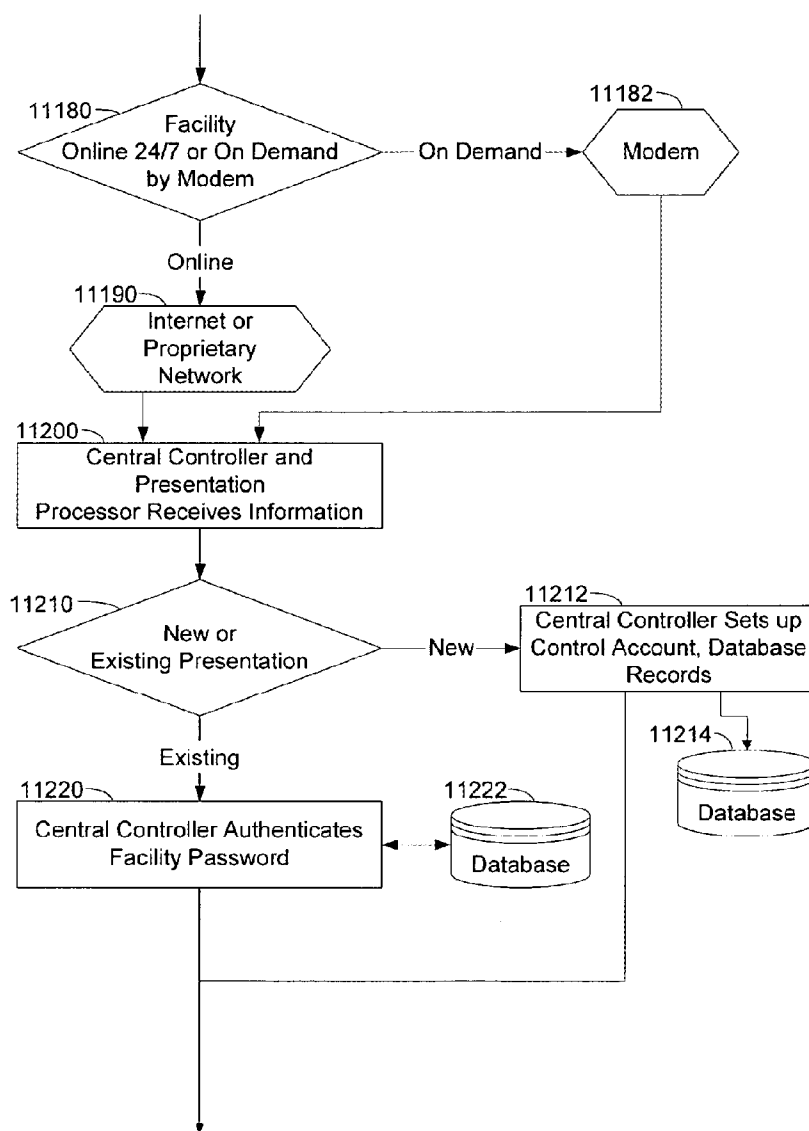 11180
Facility
Online 24/7 or On Demand
by Modem
On Demand
11182
Modem
Online
11190
Internet or
Proprietary
Network
11200
Central Controller and
Presentation
Processor Receives Information
11210
New or
Existing Presentation
New
11212
Central Controller Sets up
Control Account, Database
Records
11214
Database
Existing
11220
Central Controller Authenticates
Facility Password
11222
Database